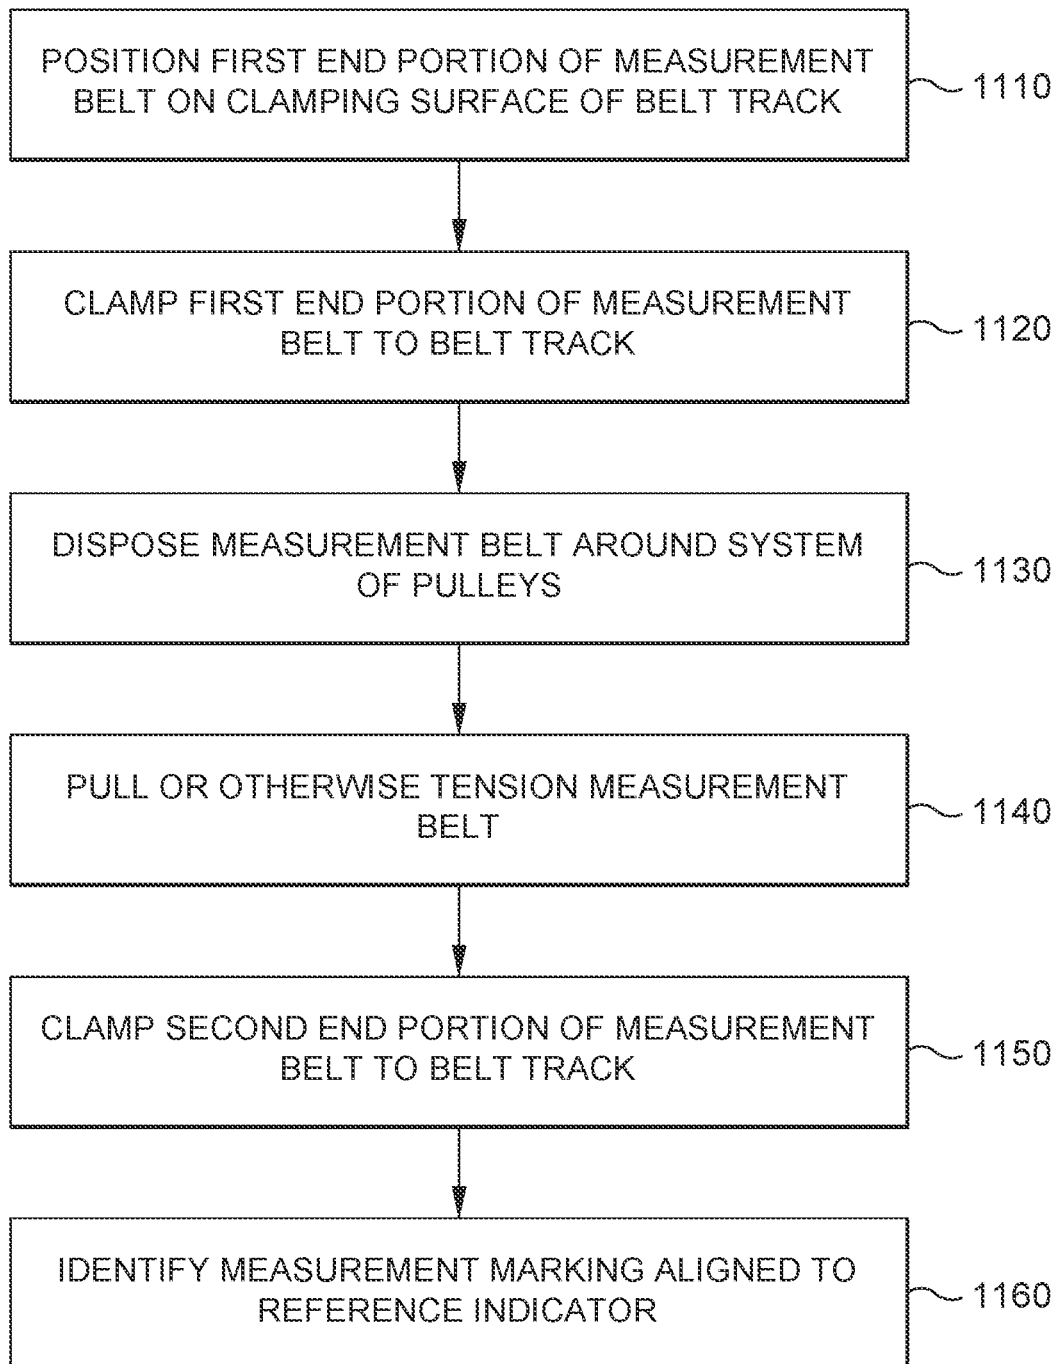 POSITION FIRST END PORTION OF MEASUREMENT
BELT ON CLAMPING SURFACE OF BELT TRACK
1110
CLAMP FIRST END PORTION OF MEASUREMENT
BELT TO BELT TRACK
1120
DISPOSE MEASUREMENT BELT AROUND SYSTEM
OF PULLEYS
1130
PULL OR OTHERWISE TENSION MEASUREMENT
BELT
1140
CLAMP SECOND END PORTION OF MEASUREMENT
BELT TO BELT TRACK
1150
IDENTIFY MEASUREMENT MARKING ALIGNED TO
REFERENCE INDICATOR
1160